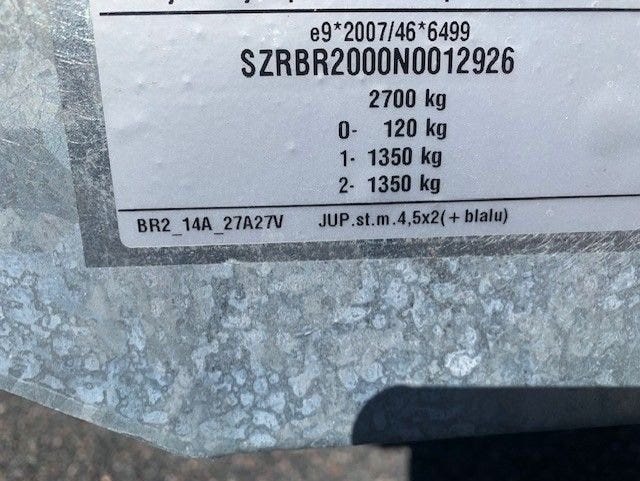 e9*2007/46*6499
SZRBR2000N0012926
2700 kg
0- 120 kg
1- 1350 kg
2- 1350 kg
BR2_14A_27A27V JUP.st.m.4,5x2(+ blalu)